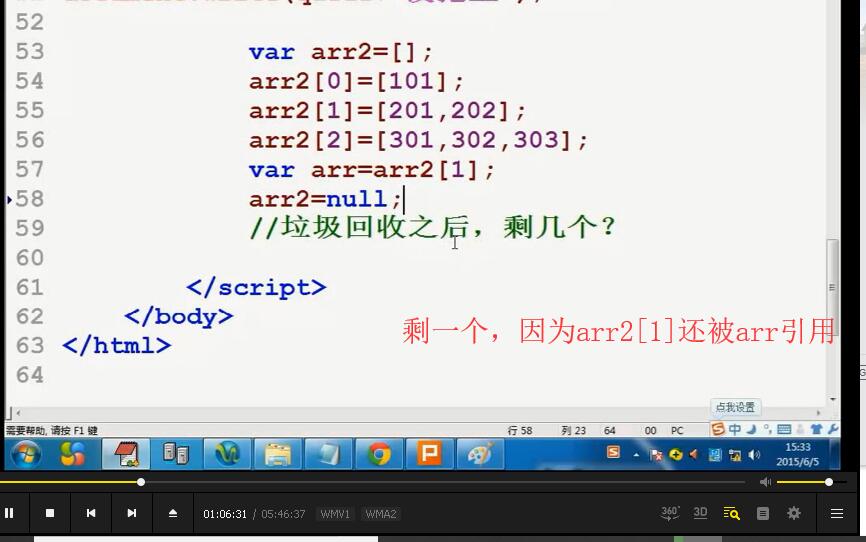 52
53 var arr2=[];
54 arr2[0]=[101];
55 arr2[1]=[201,202];
56 arr2[2]=[301,302,303];
57 var arr=arr2[1];
58 arr2=null;
59 //垃圾回收之后，剩几个？
60
61 </script>
62 </body>
63 </html>
剩一个，因为arr2[1]还被arr引用
64
点我设置
需要帮助, 请按 F1 键 行 58 列 23 64 00 PC 中
15:33
2015/6/5
01:06:31 / 05:46:37 WMV1 WMA2 360° 3D